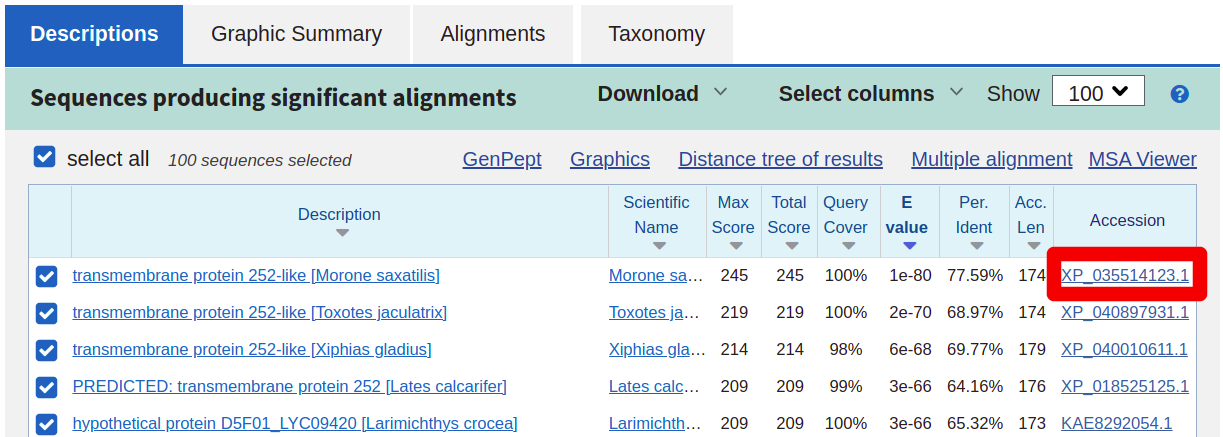 Descriptions Graphic Summary Alignments Taxonomy
Sequences producing significant alignments Download Select columns Show 100 ?
select all 100 sequences selected GenPept Graphics Distance tree of results Multiple alignment MSA Viewer
Description Scientific Name Max Score Total Score Query Cover E value Per. Ident Acc. Len Accession
transmembrane protein 252-like [Morone saxatilis] Morone sa... 245 245 100% 1e-80 77.59% 174 XP_035514123.1
transmembrane protein 252-like [Toxotes jaculatrix] Toxotes ja... 219 219 100% 2e-70 68.97% 174 XP_040897931.1
transmembrane protein 252-like [Xiphias gladius] Xiphias gla... 214 214 98% 6e-68 69.77% 179 XP_040010611.1
PREDICTED: transmembrane protein 252 [Lates calcarifer] Lates calc... 209 209 99% 3e-66 64.16% 176 XP_018525125.1
hypothetical protein D5F01_LYC09420 [Larimichthys crocea] Larimichth... 209 209 100% 3e-66 65.32% 173 KAE8292054.1